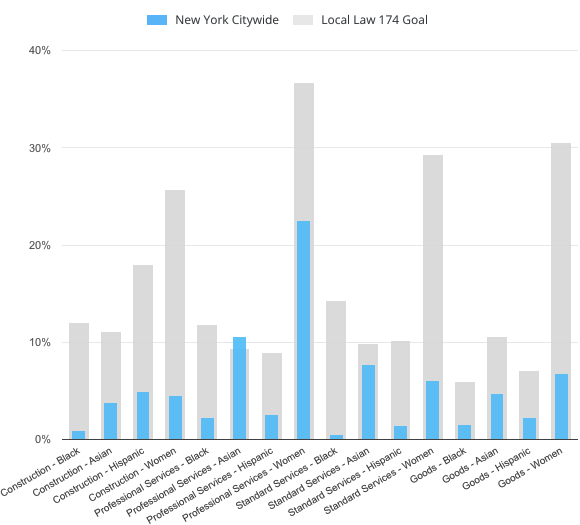 New York Citywide
Local Law 174 Goal
40%
30%
20%
10%
0%
Construction - Black
Construction - Asian
Construction - Hispanic
Construction - Women
Professional Services - Black
Professional Services - Asian
Professional Services - Hispanic
Professional Services - Women
Standard Services - Black
Standard Services - Asian
Standard Services - Hispanic
Standard Services - Women
Goods - Black
Goods - Asian
Goods - Hispanic
Goods - Women